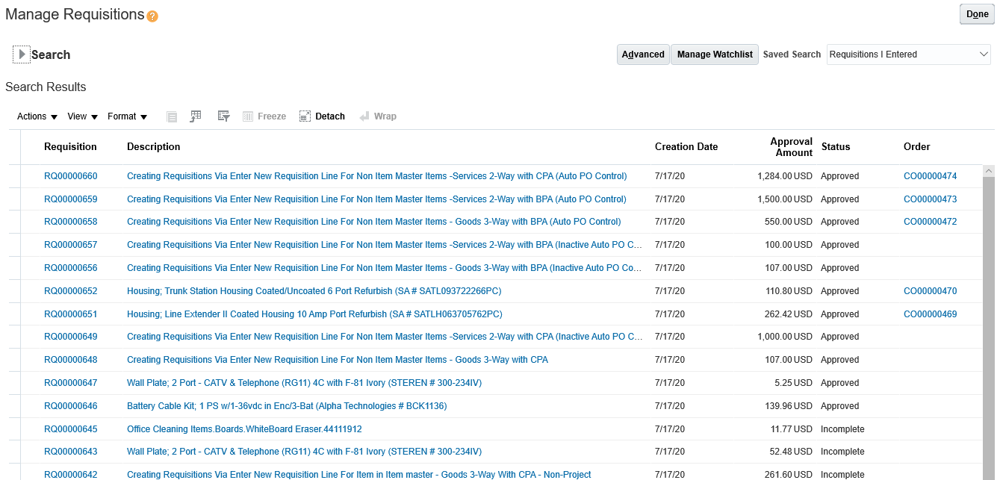 Manage Requisitions ?
Done
Search
Advanced Manage Watchlist Saved Search Requisitions I Entered
Search Results
Actions View Format Freeze Detach Wrap
Requisition Description Creation Date Approval Amount Status Order
RQ00000660 Creating Requisitions Via Enter New Requisition Line For Non Item Master Items -Services 2-Way with CPA (Auto PO Control) 7/17/20 1,284.00 USD Approved CO00000474
RQ00000659 Creating Requisitions Via Enter New Requisition Line For Non Item Master Items -Services 2-Way with BPA (Auto PO Control) 7/17/20 1,500.00 USD Approved CO00000473
RQ00000658 Creating Requisitions Via Enter New Requisition Line For Non Item Master Items - Goods 3-Way with BPA (Auto PO Control) 7/17/20 550.00 USD Approved CO00000472
RQ00000657 Creating Requisitions Via Enter New Requisition Line For Non Item Master Items -Services 2-Way with BPA (Inactive Auto PO C... 7/17/20 100.00 USD Approved
RQ00000656 Creating Requisitions Via Enter New Requisition Line For Non Item Master Items - Goods 3-Way with BPA (Inactive Auto PO Co... 7/17/20 107.00 USD Approved
RQ00000652 Housing; Trunk Station Housing Coated/Uncoated 6 Port Refurbish (SA # SATL093722266PC) 7/17/20 110.80 USD Approved CO00000470
RQ00000651 Housing; Line Extender II Coated Housing 10 Amp Port Refurbish (SA # SATLH063705762PC) 7/17/20 262.42 USD Approved CO00000469
RQ00000649 Creating Requisitions Via Enter New Requisition Line For Non Item Master Items -Services 2-Way with CPA (Inactive Auto PO C... 7/17/20 1,000.00 USD Approved
RQ00000648 Creating Requisitions Via Enter New Requisition Line For Non Item Master Items - Goods 3-Way with CPA 7/17/20 107.00 USD Approved
RQ00000647 Wall Plate; 2 Port - CATV & Telephone (RG11) 4C with F-81 Ivory (STEREN # 300-234IV) 7/17/20 5.25 USD Approved
RQ00000646 Battery Cable Kit; 1 PS w/1-36vdc in Enc/3-Bat (Alpha Technologies # BCK1136) 7/17/20 139.96 USD Approved
RQ00000645 Office Cleaning Items.Boards.WhiteBoard Eraser.44111912 7/17/20 11.77 USD Incomplete
RQ00000643 Wall Plate; 2 Port - CATV & Telephone (RG11) 4C with F-81 Ivory (STEREN # 300-234IV) 7/17/20 52.48 USD Incomplete
RQ00000642 Creating Requisitions Via Enter New Requisition Line For Item in Item master - Goods 3-Way With CPA - Non-Project 7/17/20 261.60 USD Incomplete